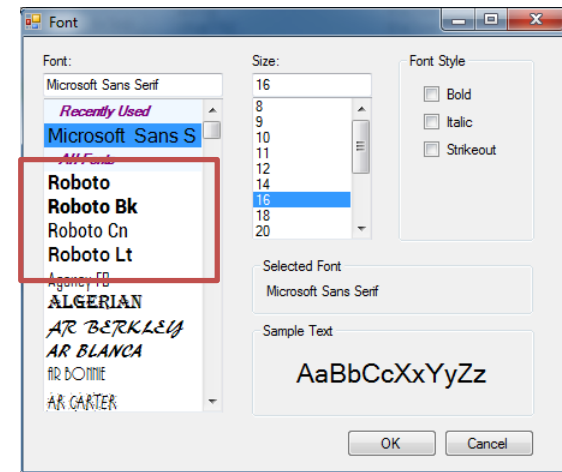 Font
Font:
Microsoft Sans Serif
Recently Used
Microsoft Sans S
All Fonts
Roboto
Roboto Bk
Roboto Cn
Roboto Lt
Agency FB
ALGERIAN
AR BERKLEY
AR BLANCA
AR BONNIE
AR CARTER
Size:
16
8
9
10
11
12
14
16
18
20
Font Style
Bold
Italic
Strikeout
Selected Font
Microsoft Sans Serif
Sample Text
AaBbCcXxYyZz
OK
Cancel